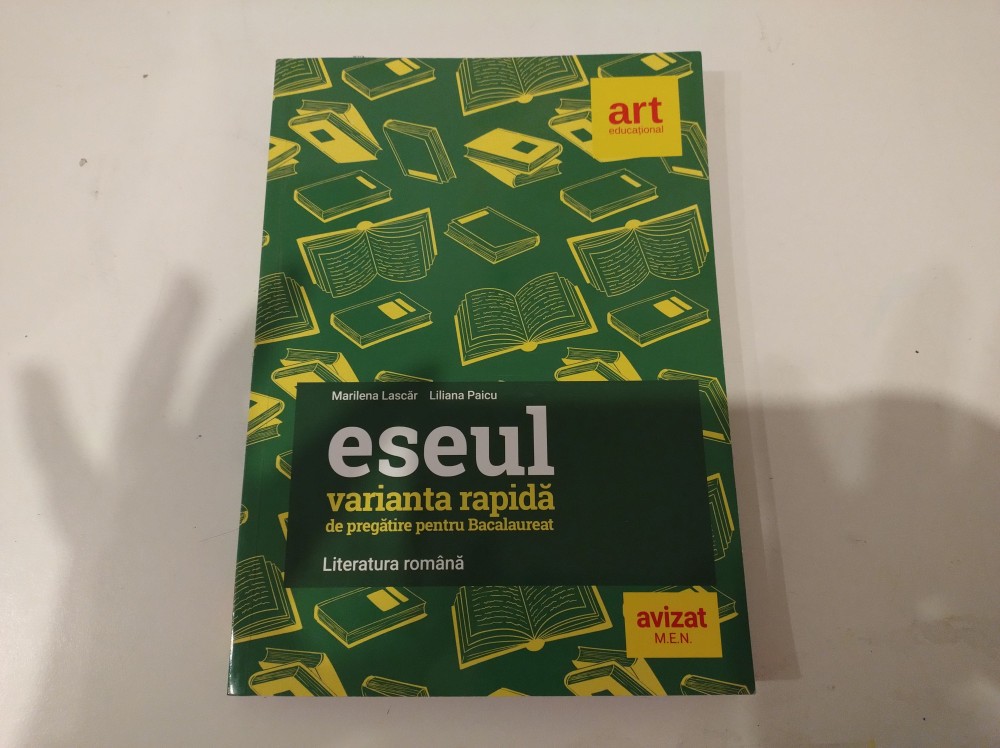 art
educațional
Marilena Lascăr Liliana Paicu
eseul
varianta rapidă
de pregătire pentru Bacalaureat
Literatura română
avizat
M.E.N.